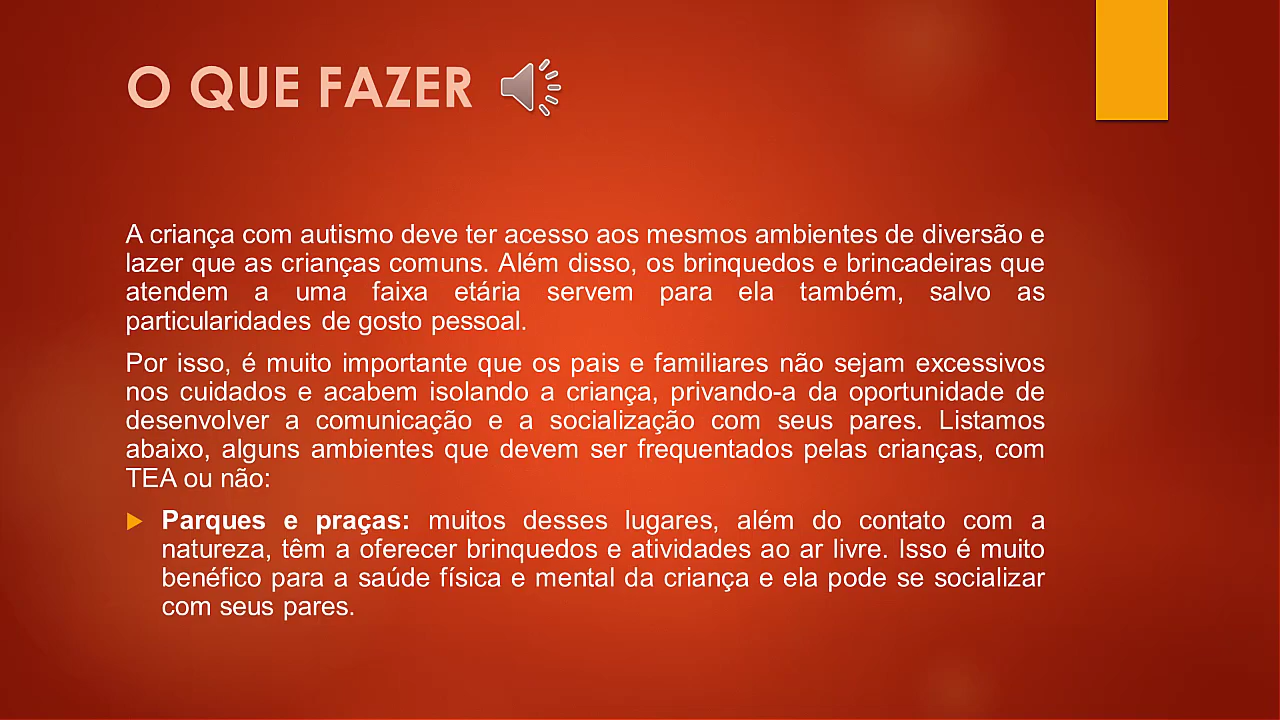 O QUE FAZER
A criança com autismo deve ter acesso aos mesmos ambientes de diversão e
lazer que as crianças comuns. Além disso, os brinquedos e brincadeiras que
atendem a uma faixa etária servem para ela também, salvo as
particularidades de gosto pessoal.
Por isso, é muito importante que os pais e familiares não sejam excessivos
nos cuidados e acabem isolando a criança, privando-a da oportunidade de
desenvolver a comunicação e a socialização com seus pares. Listamos
abaixo, alguns ambientes que devem ser frequentados pelas crianças, com
TEA ou não:
Parques e praças: muitos desses lugares, além do contato com a
natureza, têm a oferecer brinquedos e atividades ao ar livre. Isso é muito
benéfico para a saúde física e mental da criança e ela pode se socializar
com seus pares.